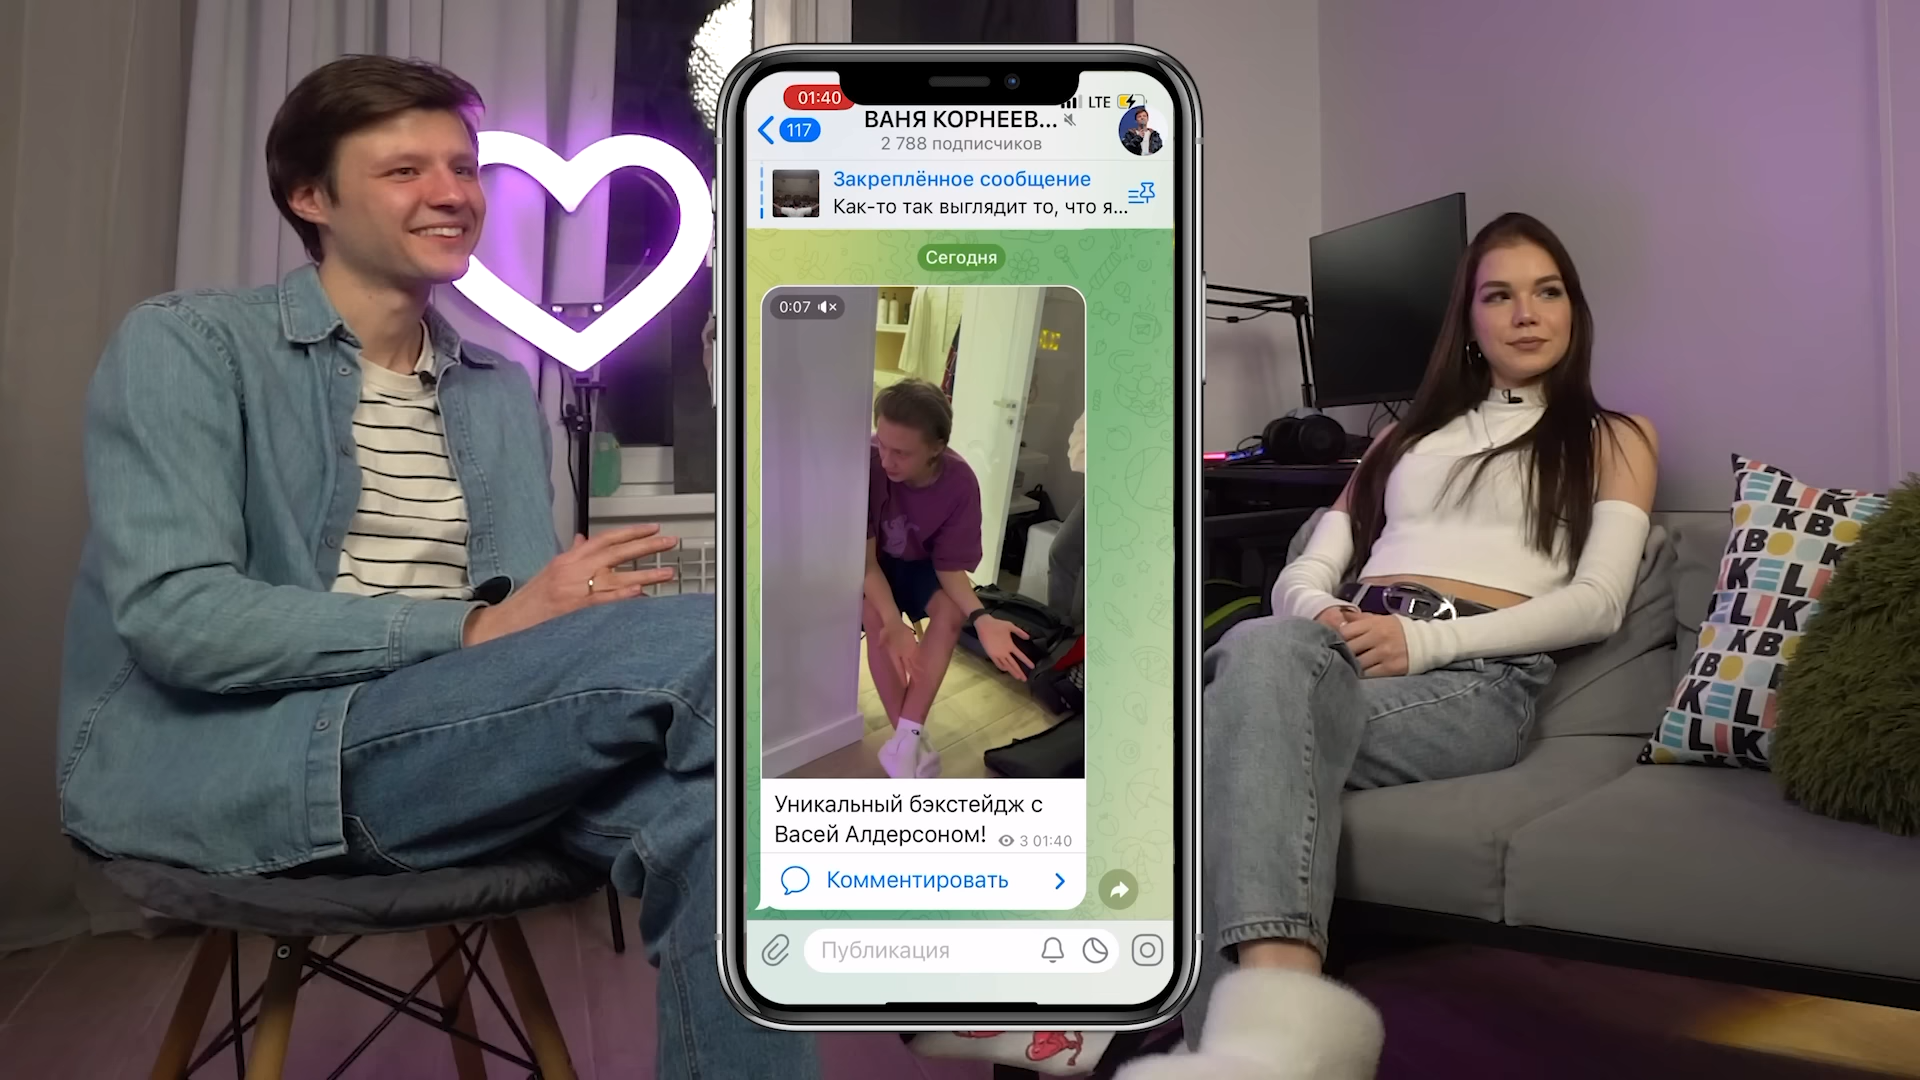 01:40
LTE
117
ВАНЯ КОРНЕЕВ...
2 788 подписчиков
Закреплённое сообщение
Как-то так выглядит то, что я...
Сегодня
0:07
Уникальный бэкстейдж с
Васей Алдерсоном!
3 01:40
Комментировать
Публикация